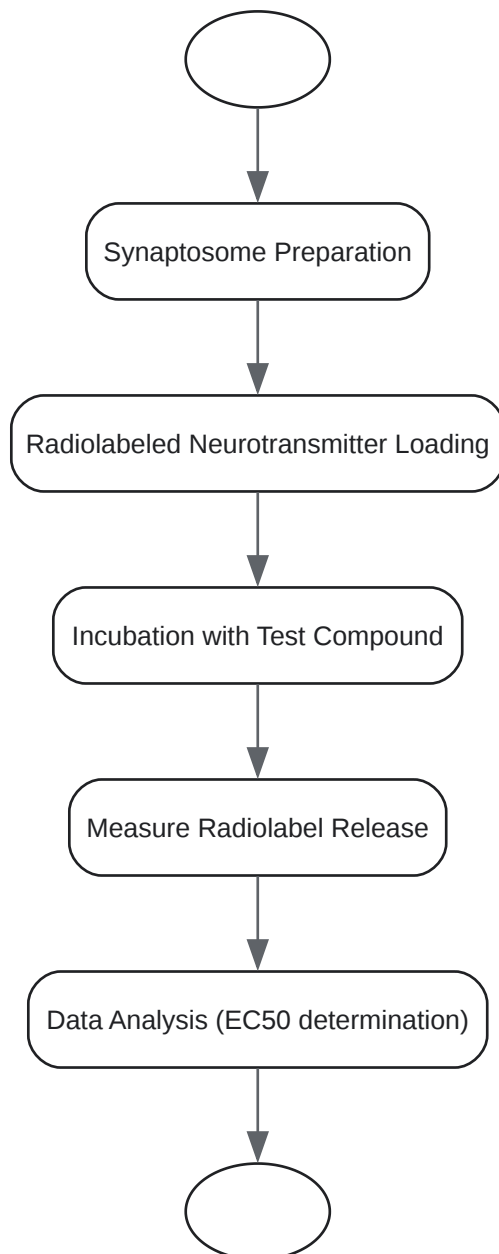 Synaptosome Preparation
Radiolabeled Neurotransmitter Loading
Incubation with Test Compound
Measure Radiolabel Release
Data Analysis (EC50 determination)